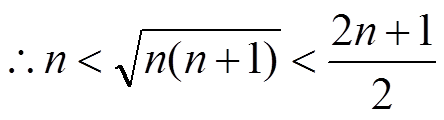 ∴ n < √(n(n+1)) < (2n+1)/2